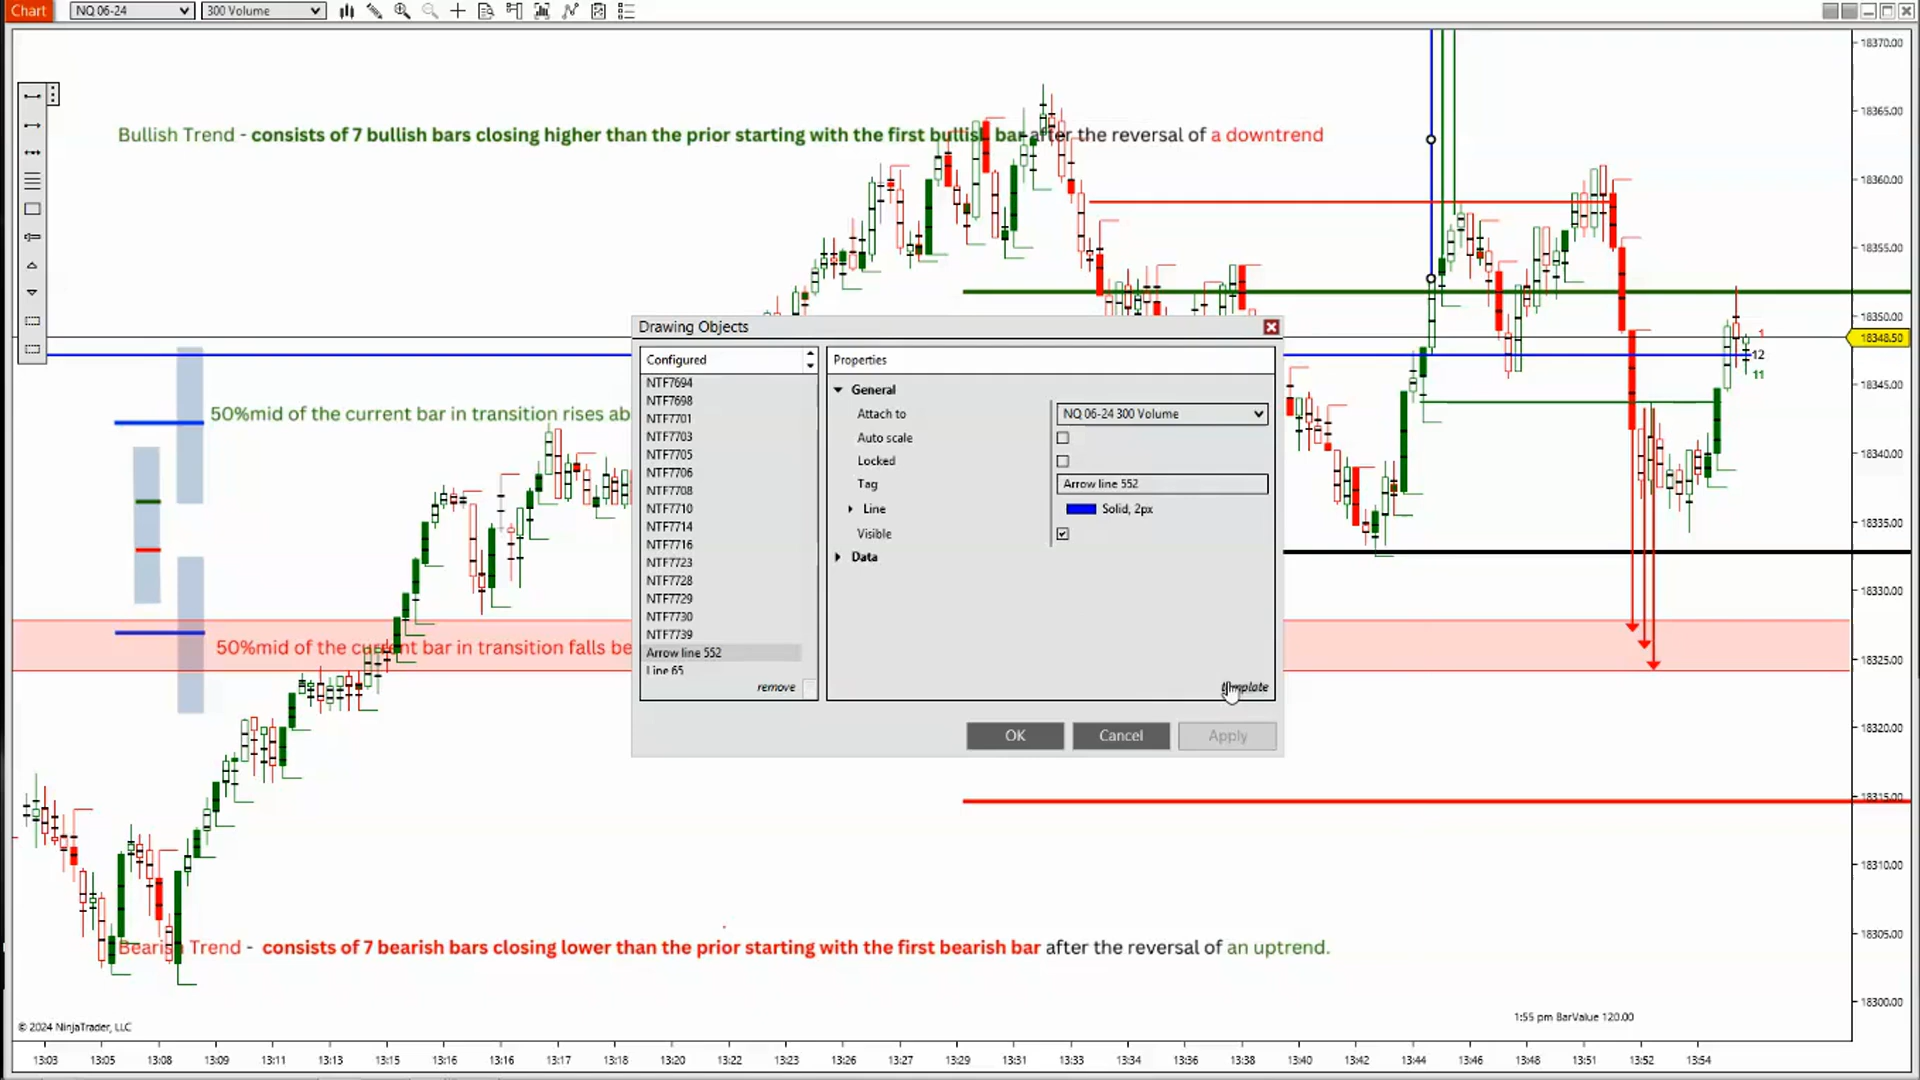 Chart NQ 06-24 300 Volume
18370.00
Bullish Trend - consists of 7 bullish bars closing higher than the prior starting with the first bullish bar after the reversal of a downtrend
18365.00
18360.00
18355.00
18350.00
1
18348.50
12
11
18345.00
18340.00
18335.00
18330.00
18325.00
18320.00
18315.00
18310.00
18305.00
18300.00
50%mid of the current bar in transition rises ab
50%mid of the current bar in transition falls be
Drawing Objects
Configured
NTF7694
NTF7698
NTF7701
NTF7703
NTF7705
NTF7706
NTF7708
NTF7710
NTF7714
NTF7716
NTF7723
NTF7728
NTF7729
NTF7730
NTF7739
Arrow line 552
Line 65
remove
Properties
General
Attach to NQ 06-24 300 Volume
Auto scale
Locked
Tag Arrow line 552
Line Solid, 2px
Visible
Data
template
OK Cancel Apply
Bearish Trend - consists of 7 bearish bars closing lower than the prior starting with the first bearish bar after the reversal of an uptrend.
1:55 pm BarValue 120.00
© 2024 NinjaTrader, LLC
13:03 13:05 13:08 13:09 13:11 13:13 13:15 13:16 13:16 13:17 13:18 13:20 13:22 13:23 13:26 13:27 13:29 13:31 13:33 13:34 13:36 13:38 13:40 13:42 13:44 13:46 13:48 13:51 13:52 13:54